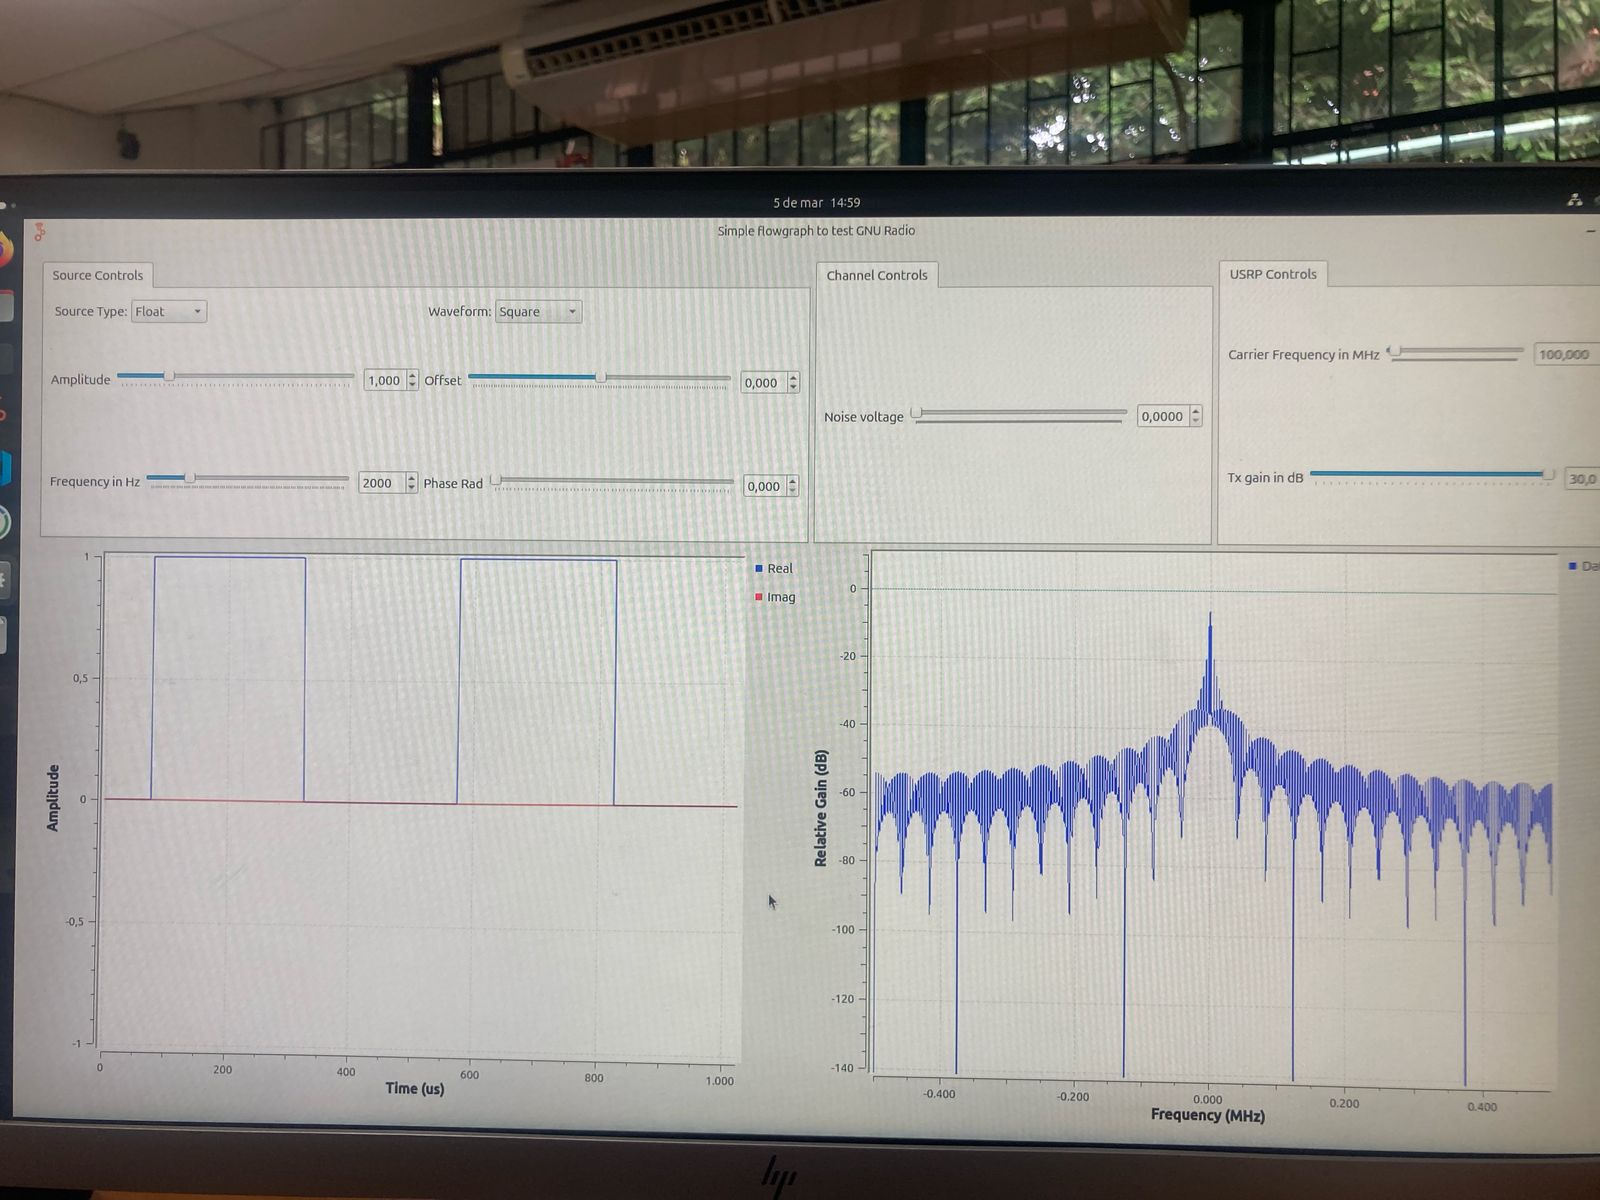 5 de mar 14:59
Simple flowgraph to test GNU Radio
Source Controls
Source Type: Float
Waveform: Square
Amplitude 1,000 Offset 0,000
Frequency in Hz 2000 Phase Rad 0,000
Channel Controls
Noise voltage 0,0000
USRP Controls
Carrier Frequency in MHz 100,000
Tx gain in dB 30,0
1
0,5
0
-0,5
-1
Amplitude
0 200 400 600 800 1.000
Time (us)
Real
Imag
0
-20
-40
-60
-80
-100
-120
-140
Relative Gain (dB)
-0.400 -0.200 0.000 0.200 0.400
Frequency (MHz)
Da
hp